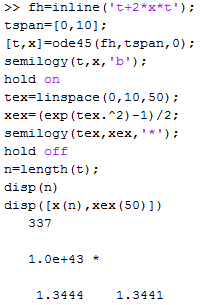 >> fh=inline('t+2*x*t');
tspan=[0,10];
[t,x]=ode45(fh,tspan,0);
semilogy(t,x,'b');
hold on
tex=linspace(0,10,50);
xex=(exp(tex.^2)-1)/2;
semilogy(tex,xex,'*');
hold off
n=length(t);
disp(n)
disp([x(n),xex(50)])
337
1.0e+43 *
1.3444 1.3441